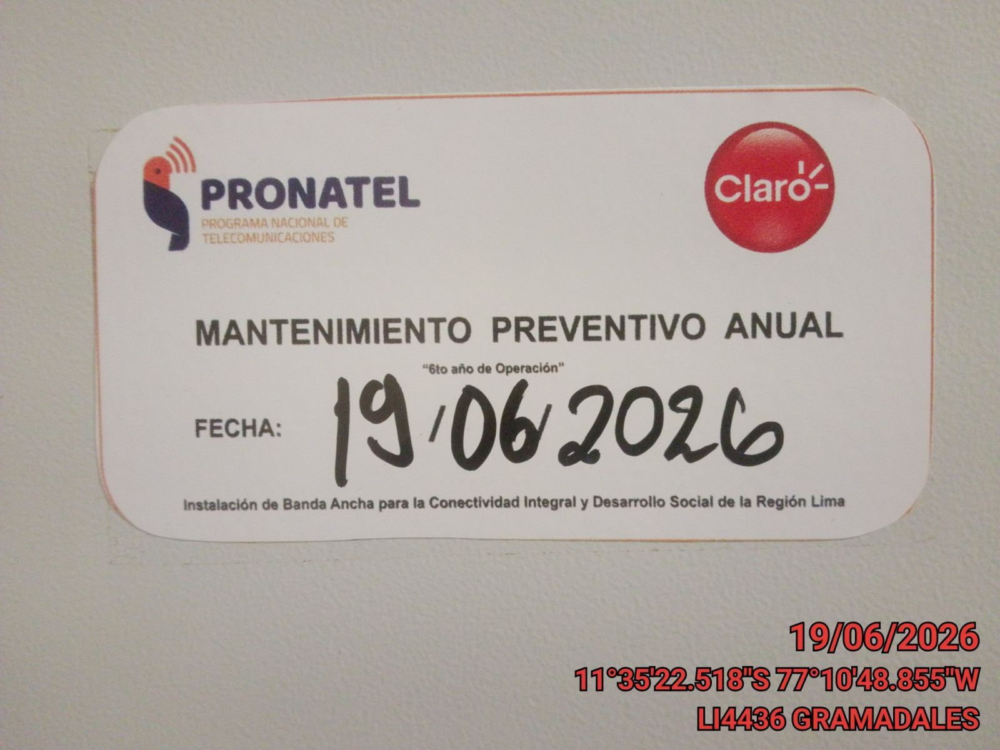 PRONATEL
PROGRAMA NACIONAL DE
TELECOMUNICACIONES
Claro
MANTENIMIENTO PREVENTIVO ANUAL
“6to año de Operación”
FECHA: 19/06/2026
Instalación de Banda Ancha para la Conectividad Integral y Desarrollo Social de la Región Lima
19/06/2026
11°35'22.518"S 77°10'48.855"W
LI4436 GRAMADALES